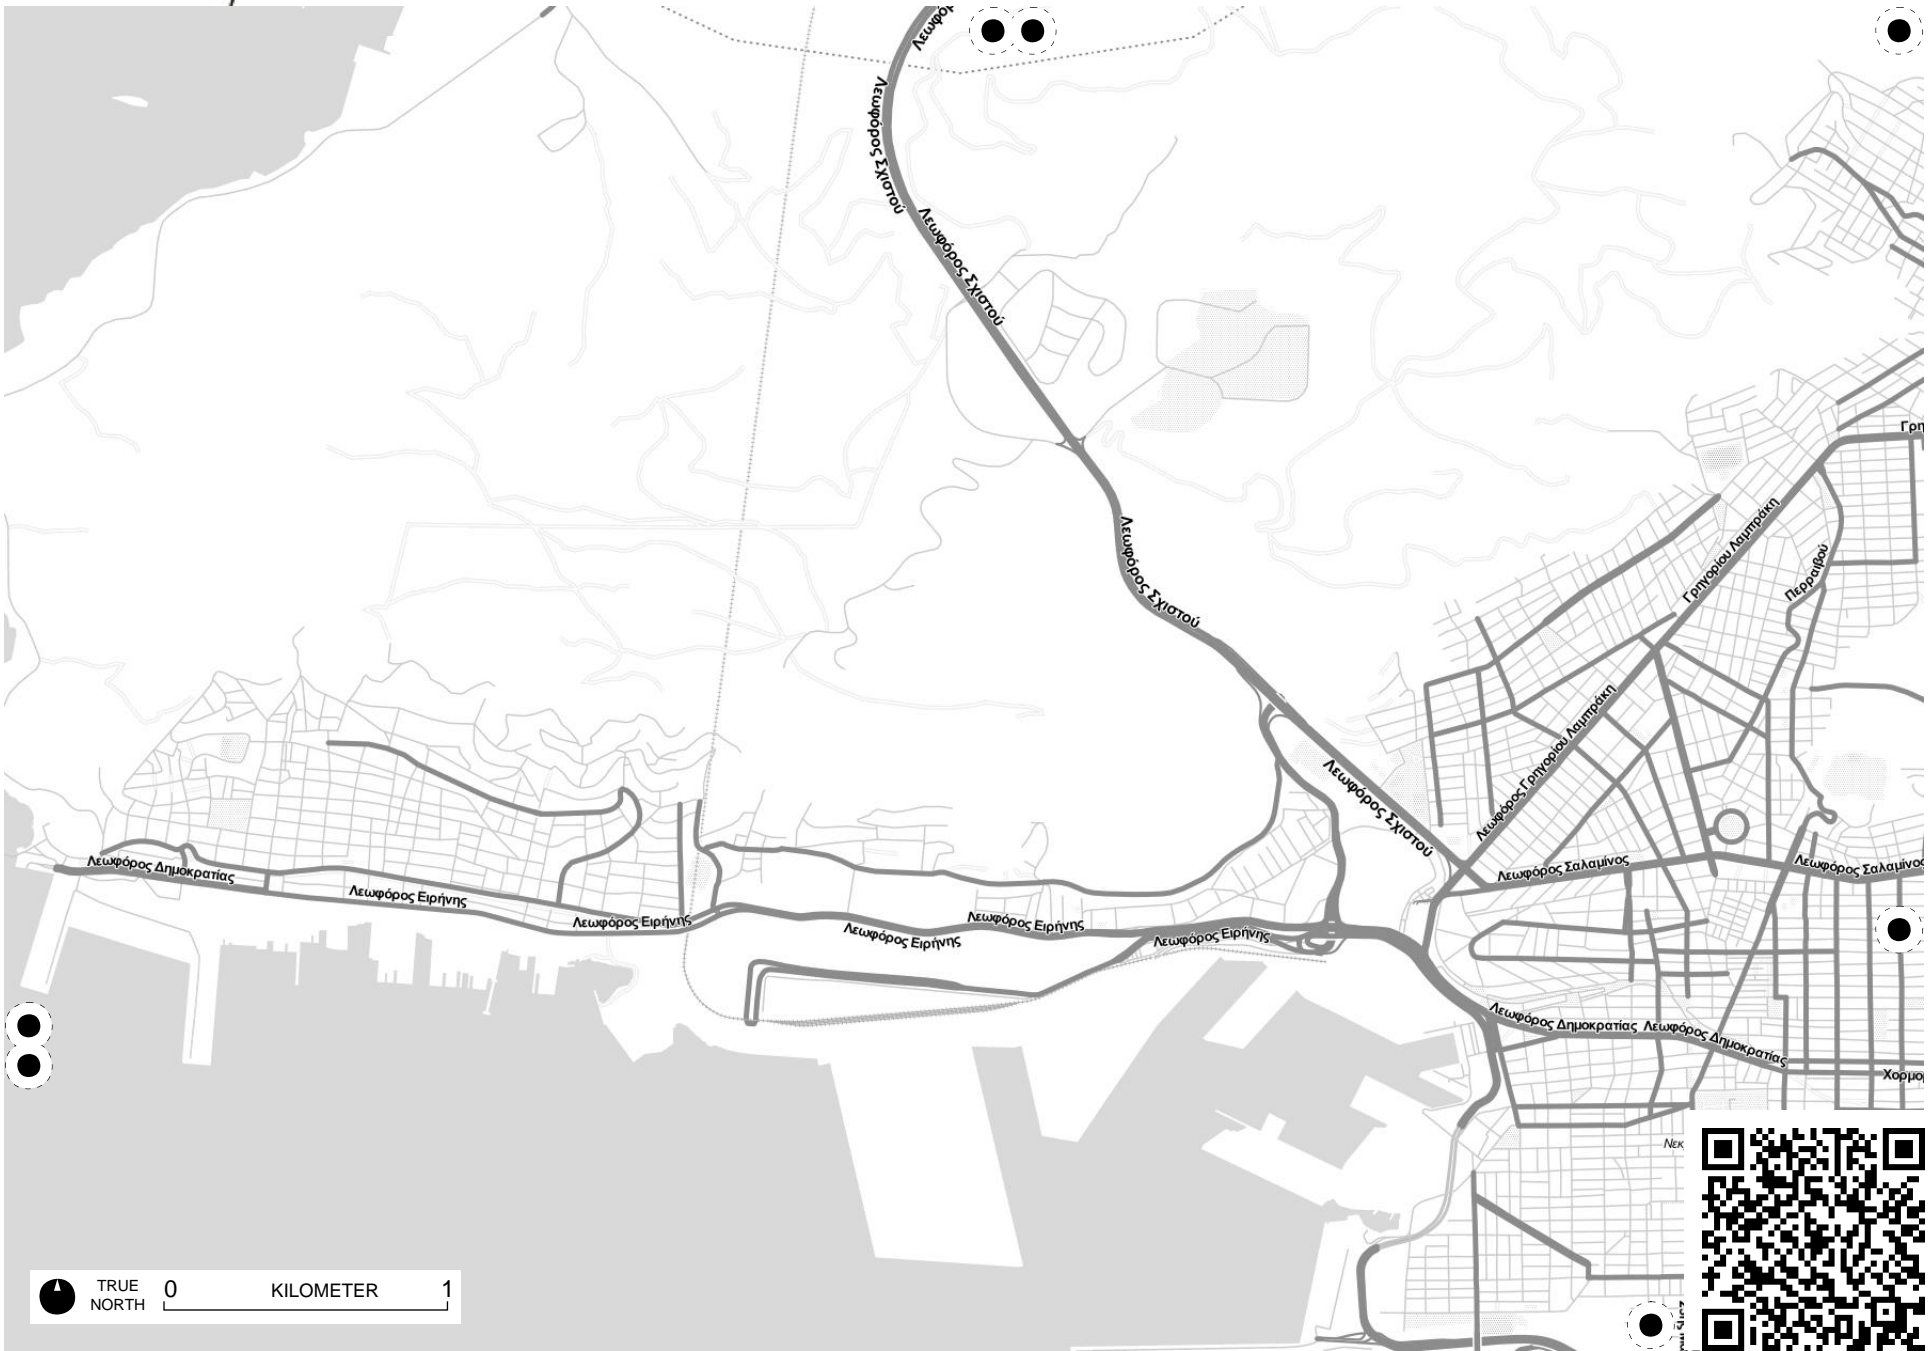 Λεωφόρος Σχιστού
Λεωφόρος Σχιστού
Γρηγορίου Λαμπράκη
Λεωφόρος Σχιστού
Περραιβού
Λεωφόρος Γρηγορίου Λαμπράκη
Λεωφόρος Σχιστού
Λεωφόρος Δημοκρατίας
Λεωφόρος Σαλαμίνος
Λεωφόρος Σαλαμίνος
Λεωφόρος Ειρήνης
Λεωφόρος Ειρήνης
Λεωφόρος Ειρήνης
Λεωφόρος Ειρήνης
Λεωφόρος Ειρήνης
Λεωφόρος Δημοκρατίας
Λεωφόρος Δημοκρατίας
TRUE NORTH
0 KILOMETER 1